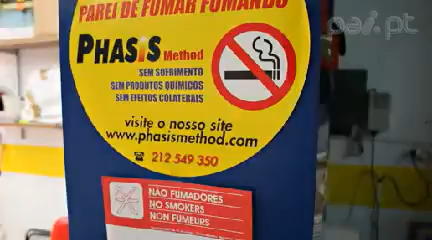 PAREI DE FUMAR FUMANDO
PHASIS Method
SEM SOFRIMENTO
SEM PRODUTOS QUÍMICOS
SEM EFEITOS COLATERAIS
visite o nosso site
www.phasismethod.com
☎ 212 549 350
NÃO FUMADORES
NO SMOKERS
NON FUMEURS
pai.pt